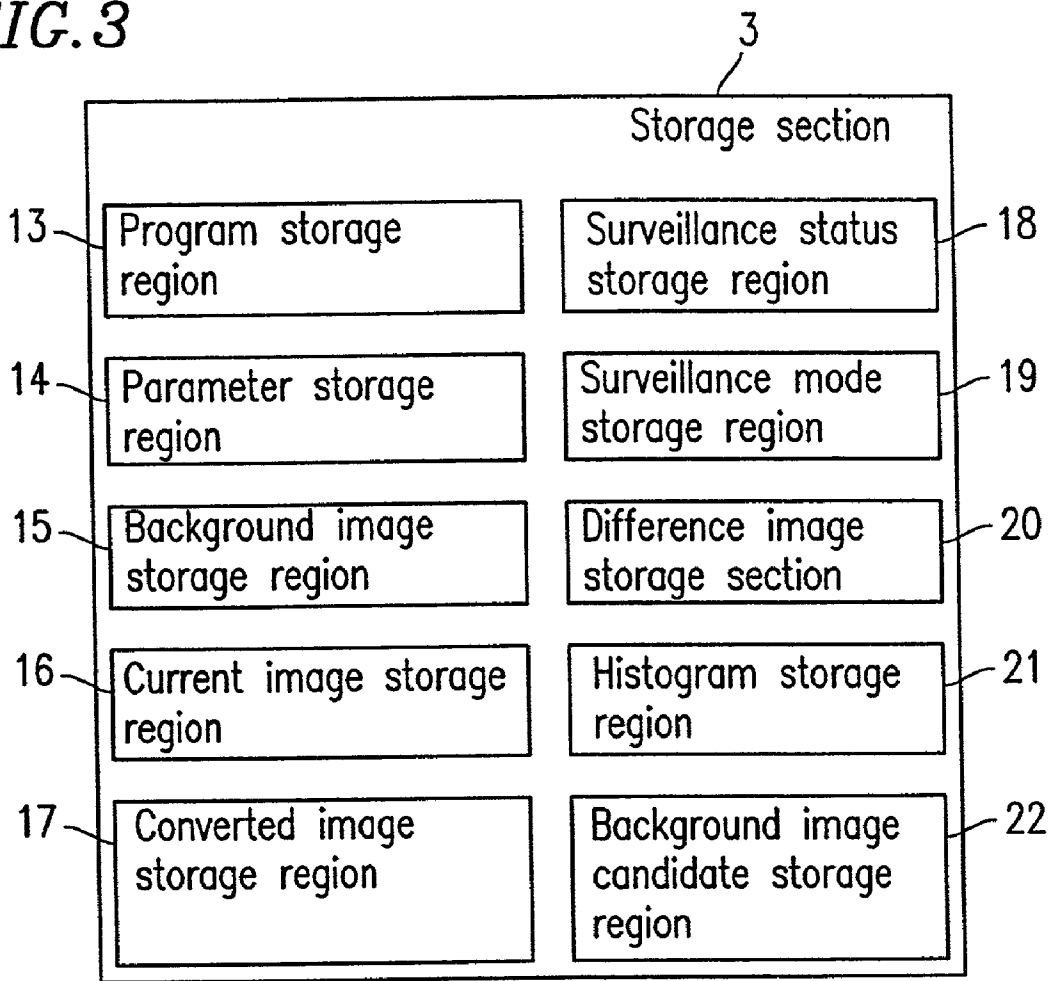 FIG.3
3
Storage section
13
Program storage
region
14
Parameter storage
region
15
Background image
storage region
16
Current image storage
region
17
Converted image
storage region
Surveillance status
storage region
18
Surveillance mode
storage region
19
Difference image
storage section
20
Histogram storage
region
21
Background image
candidate storage
region
22